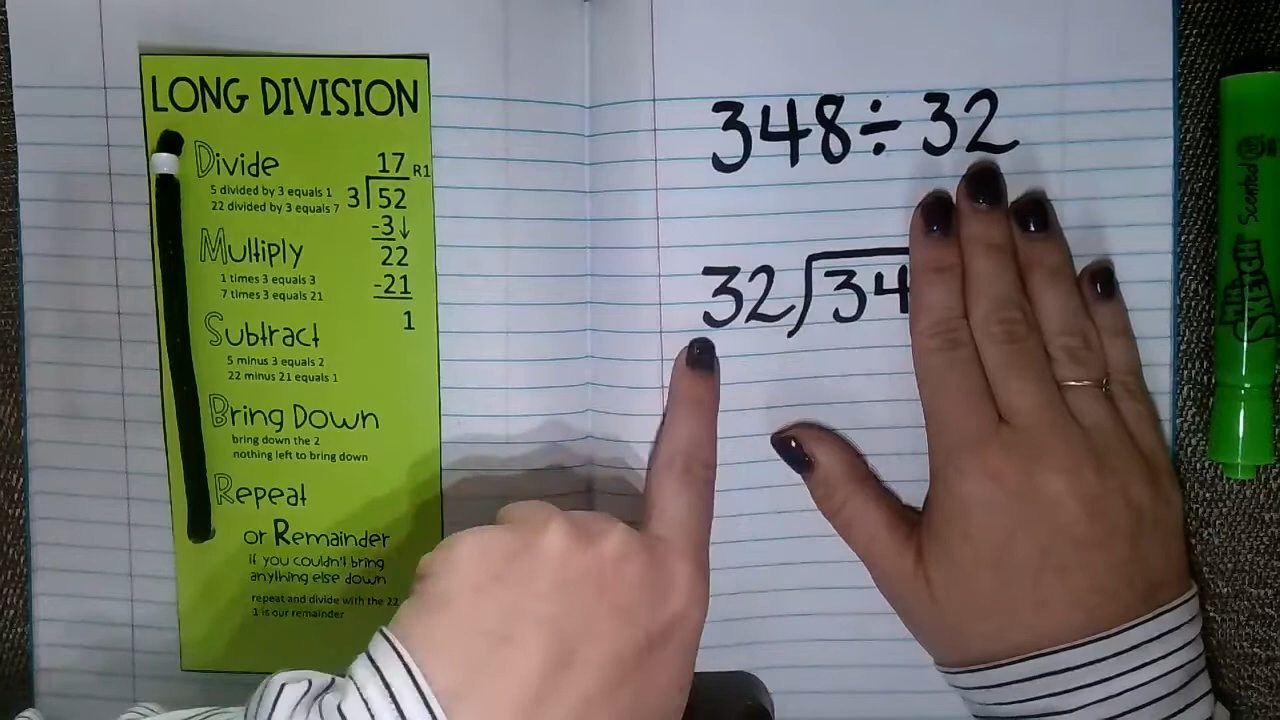 LONG DIVISION
Divide
5 divided by 3 equals 1
22 divided by 3 equals 7
17 R1
3 52
-3↓
22
-21
1
Multiply
1 times 3 equals 3
7 times 3 equals 21
Subtract
5 minus 3 equals 2
22 minus 21 equals 1
Bring Down
bring down the 2
nothing left to bring down
Repeat
or Remainder
if you couldn't bring
anything else down
repeat and divide with the 22
1 is our remainder
348÷32
32 34
MR. SKETCH Scented